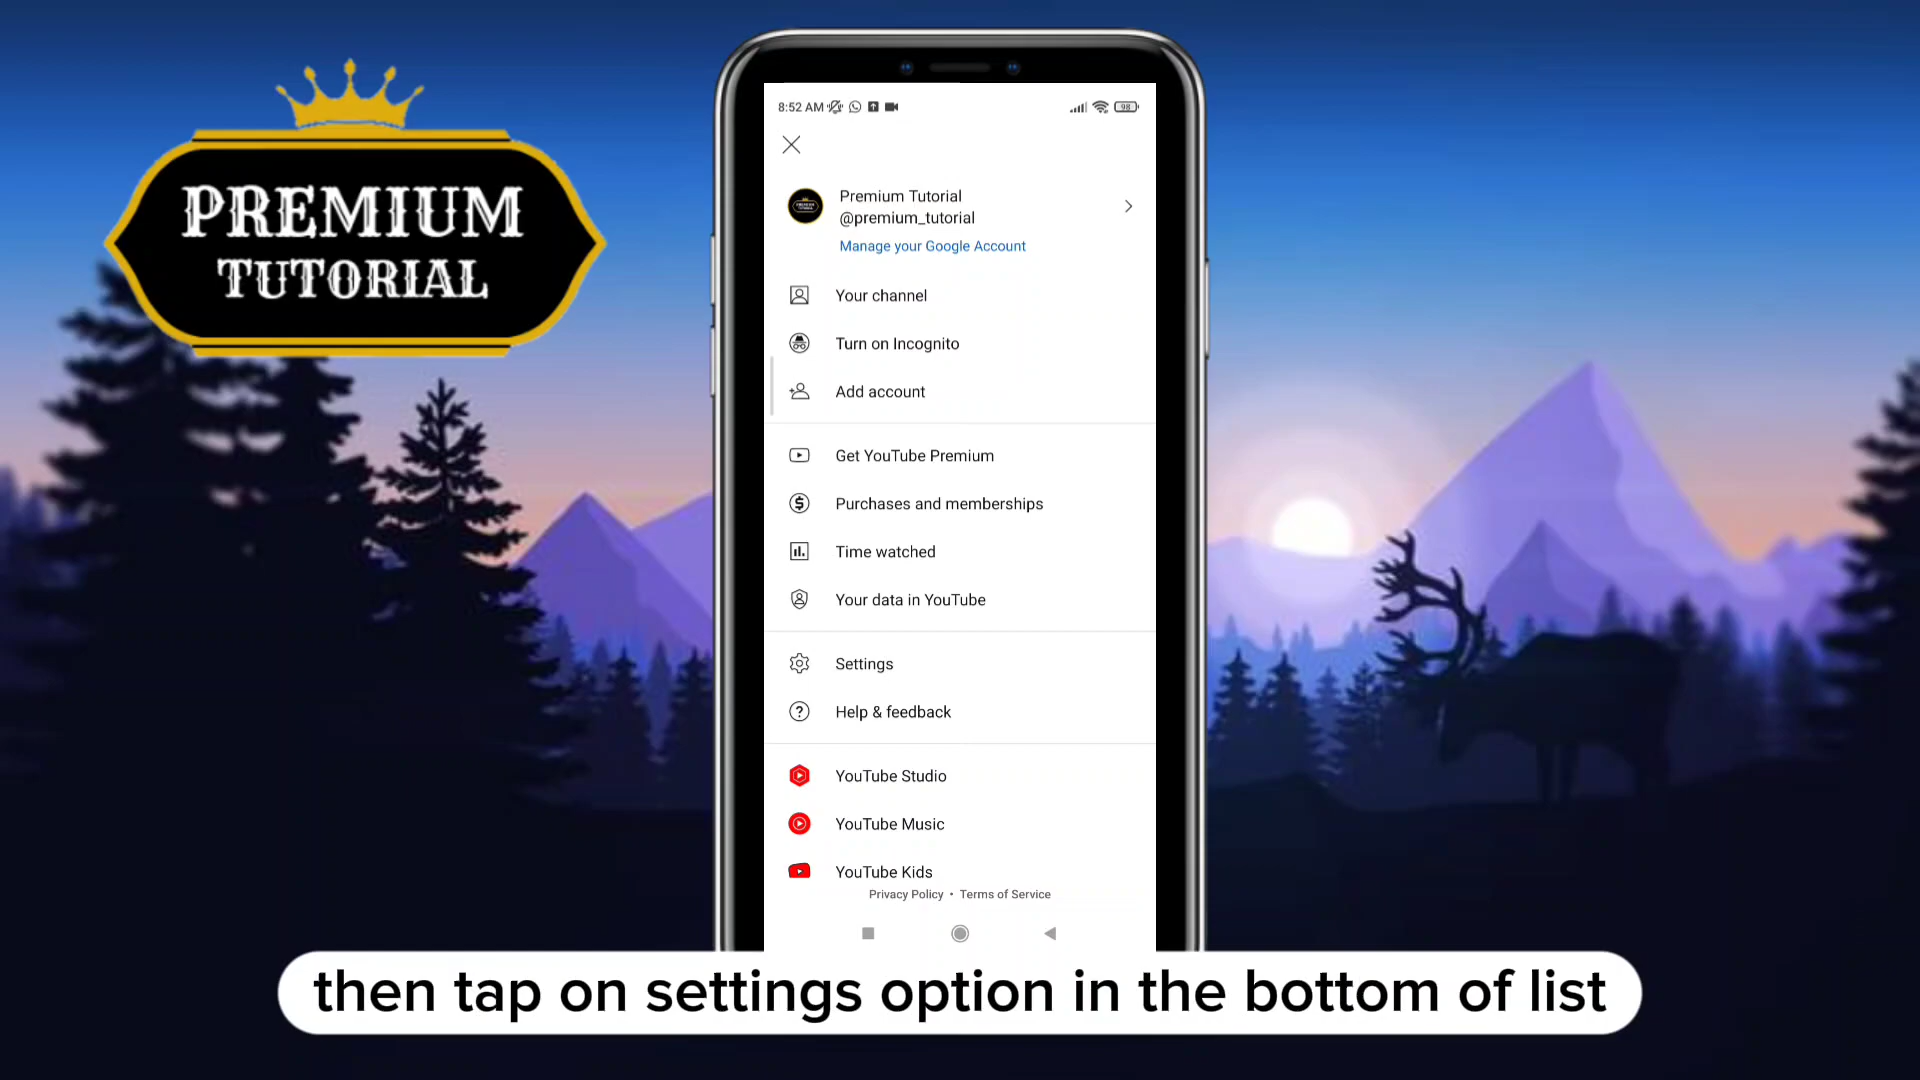 PREMIUM
TUTORIAL
8:52 AM
98
Premium Tutorial
@premium_tutorial
Manage your Google Account
Your channel
Turn on Incognito
Add account
Get YouTube Premium
Purchases and memberships
Time watched
Your data in YouTube
Settings
Help & feedback
YouTube Studio
YouTube Music
YouTube Kids
Privacy Policy • Terms of Service
then tap on settings option in the bottom of list